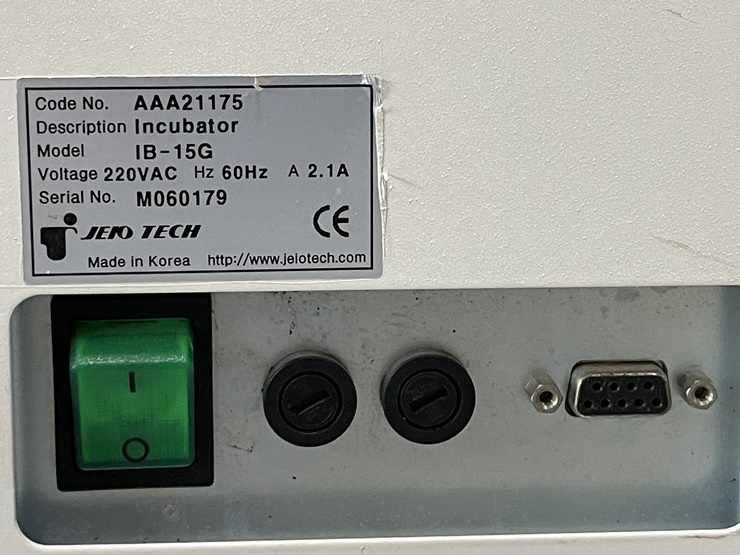 Code No. AAA21175
Description Incubator
Model IB-15G
Voltage 220VAC Hz 60Hz A 2.1A
Serial No. M060179
JEIO TECH
CE
Made in Korea http://www.jeiotech.com
I
O